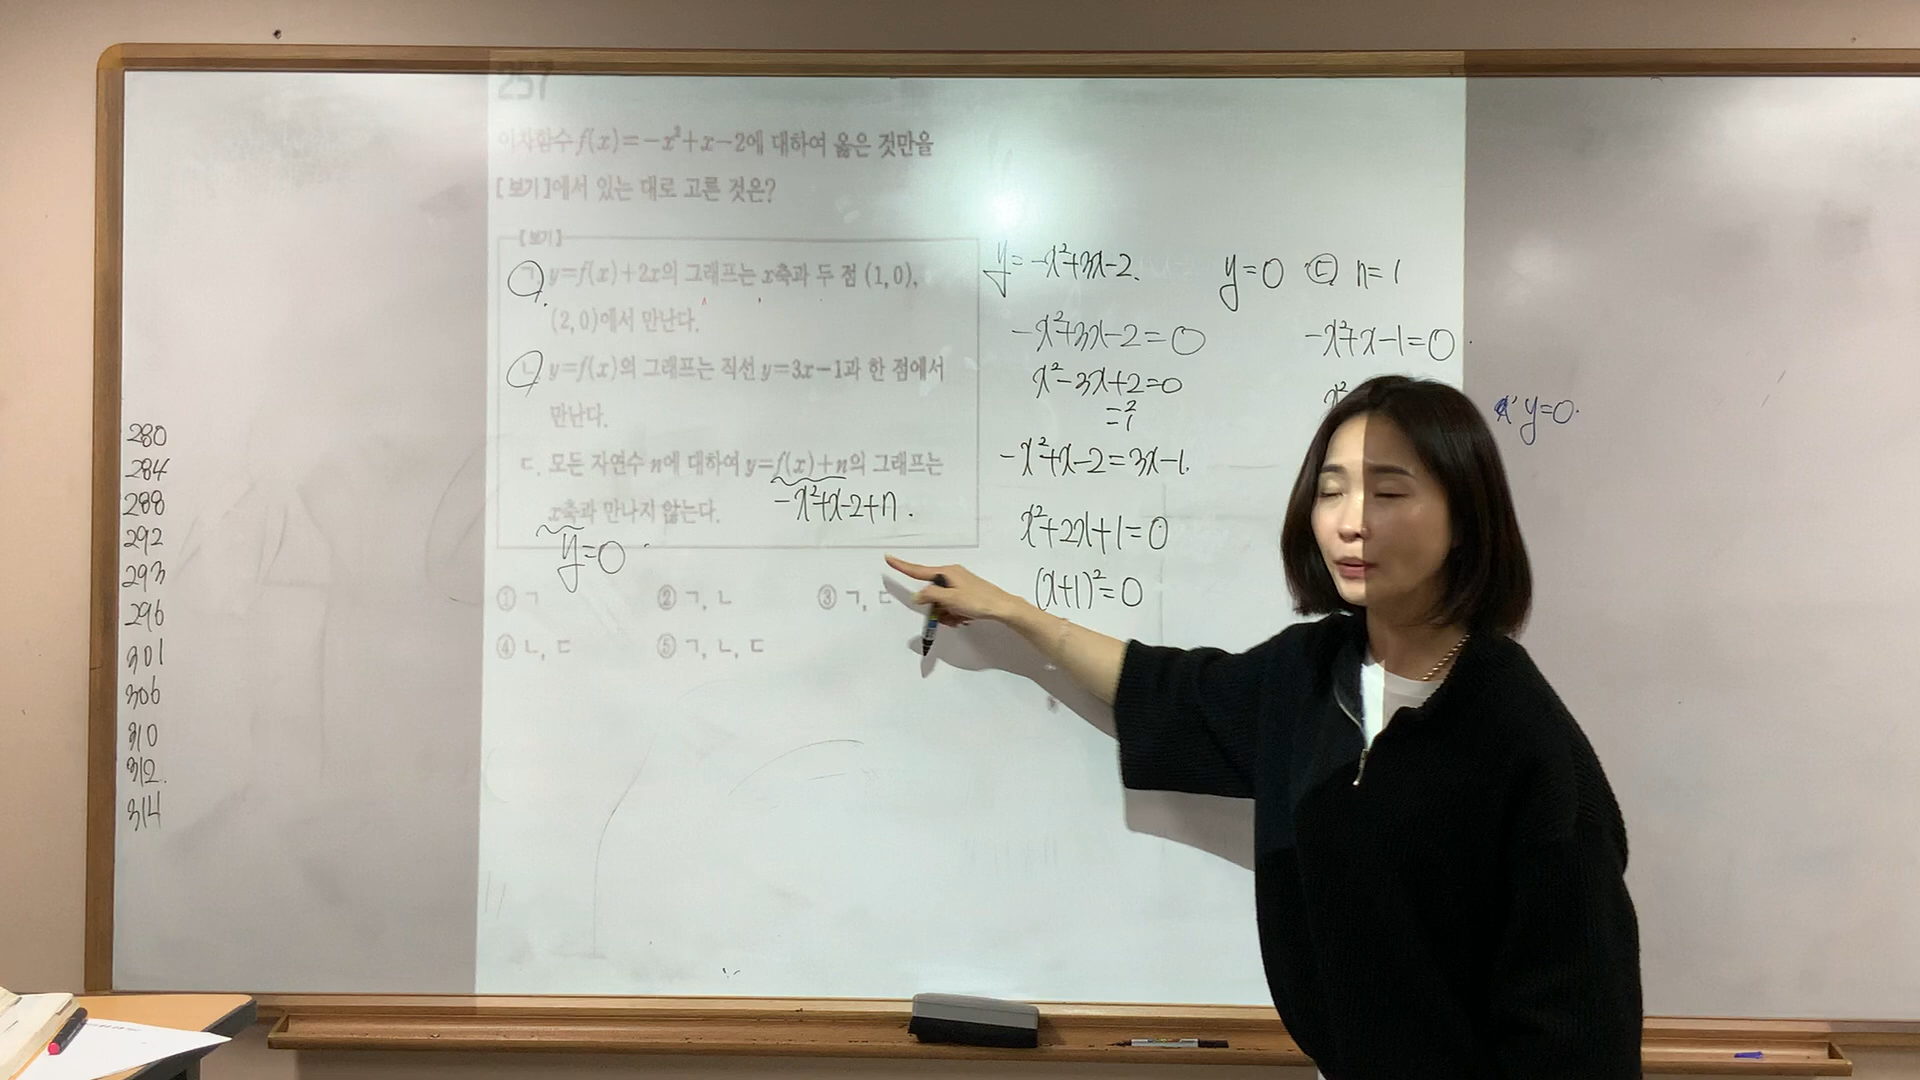 257
이차함수 f(x)=-x²+x-2에 대하여 옳은 것만을
[보기]에서 있는 대로 고른 것은?
[보기]
ㄱ. y=f(x)+2x의 그래프는 x축과 두 점 (1, 0),
(2, 0)에서 만난다.
ㄴ. y=f(x)의 그래프는 직선 y=3x-1과 한 점에서
만난다.
ㄷ. 모든 자연수 n에 대하여 y=f(x)+n의 그래프는
-x²+x-2+n.
x축과 만나지 않는다.
y=0
① ㄱ ② ㄱ, ㄴ ③ ㄱ, ㄷ
④ ㄴ, ㄷ ⑤ ㄱ, ㄴ, ㄷ
y=-x²+3x-2.
-x²+3x-2=0
x²-3x+2=0
-x²+x-2=3x-1.
x²+2x+1=0
(x+1)²=0
y=0 ㄷ n=1
-x²+x-1=0
x²
y=0.
280
284
288
292
293
296
301
306
310
312.
314